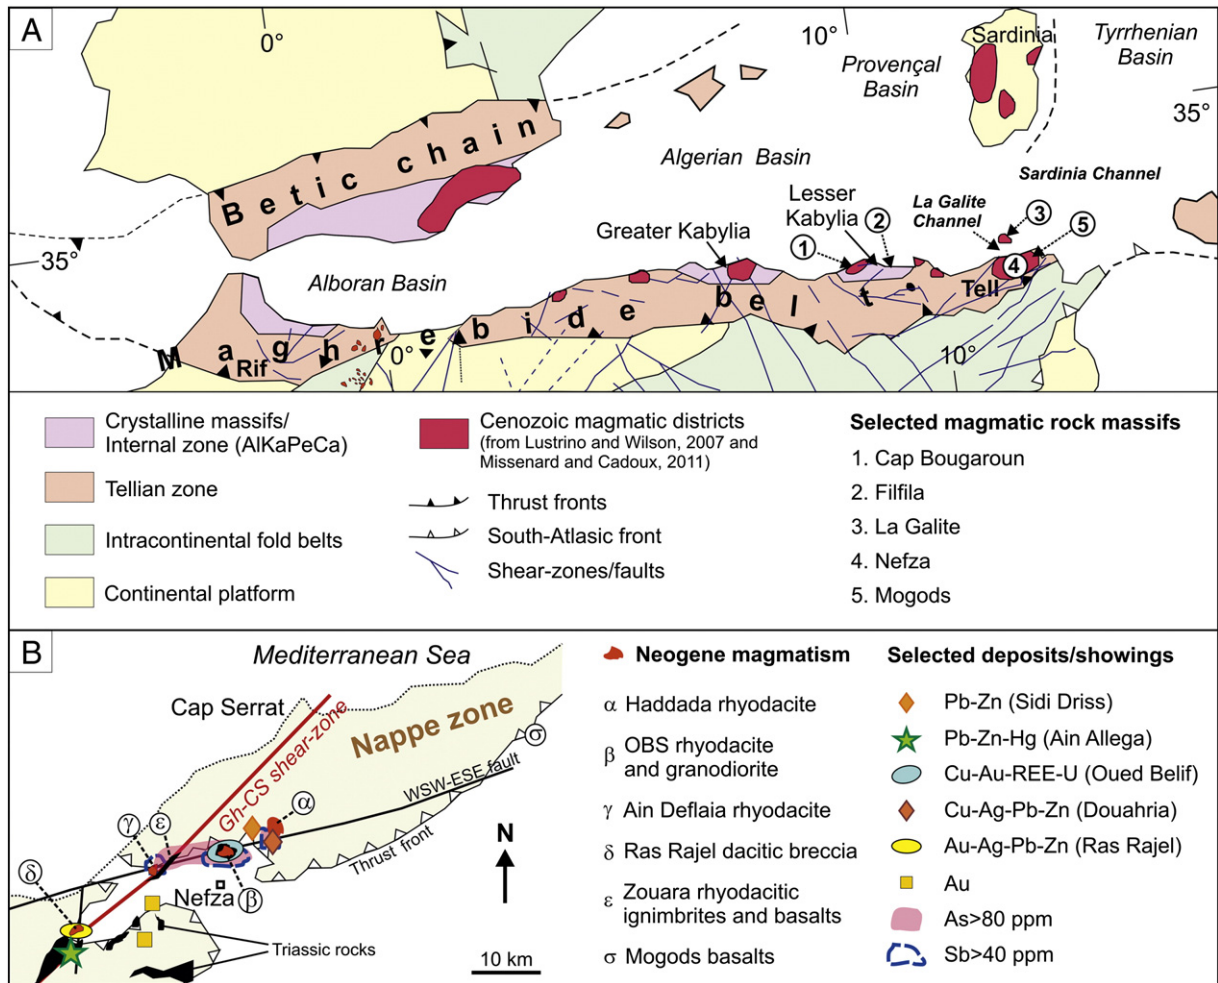 A
0°
10°
Sardinia
Tyrrhenian
Basin
Provençal
Basin
35°
Betic chain
Algerian Basin
Sardinia Channel
Lesser
Kabylia
2
La Galite
Channel
3
Greater Kabylia
1
5
35°
Alboran Basin
4
Tell
Maghrebide belt
Rif
0°
10°
Crystalline massifs/
Internal zone (AlKaPeCa)
Tellian zone
Intracontinental fold belts
Continental platform
Cenozoic magmatic districts
(from Lustrino and Wilson, 2007 and
Missenard and Cadoux, 2011)
Thrust fronts
South-Atlasic front
Shear-zones/faults
Selected magmatic rock massifs
1. Cap Bougaroun
2. Filfila
3. La Galite
4. Nefza
5. Mogods
B
Mediterranean Sea
Cap Serrat
Gh-CS shear-zone
Nappe zone
σ
WSW-ESE fault
α
γ
ε
Thrust front
δ
Nefza
β
N
Triassic rocks
10 km
Neogene magmatism
α Haddada rhyodacite
β OBS rhyodacite
and granodiorite
γ Ain Deflaia rhyodacite
δ Ras Rajel dacitic breccia
ε Zouara rhyodacitic
ignimbrites and basalts
σ Mogods basalts
Selected deposits/showings
Pb-Zn (Sidi Driss)
Pb-Zn-Hg (Ain Allega)
Cu-Au-REE-U (Oued Belif)
Cu-Ag-Pb-Zn (Douahria)
Au-Ag-Pb-Zn (Ras Rajel)
Au
As>80 ppm
Sb>40 ppm